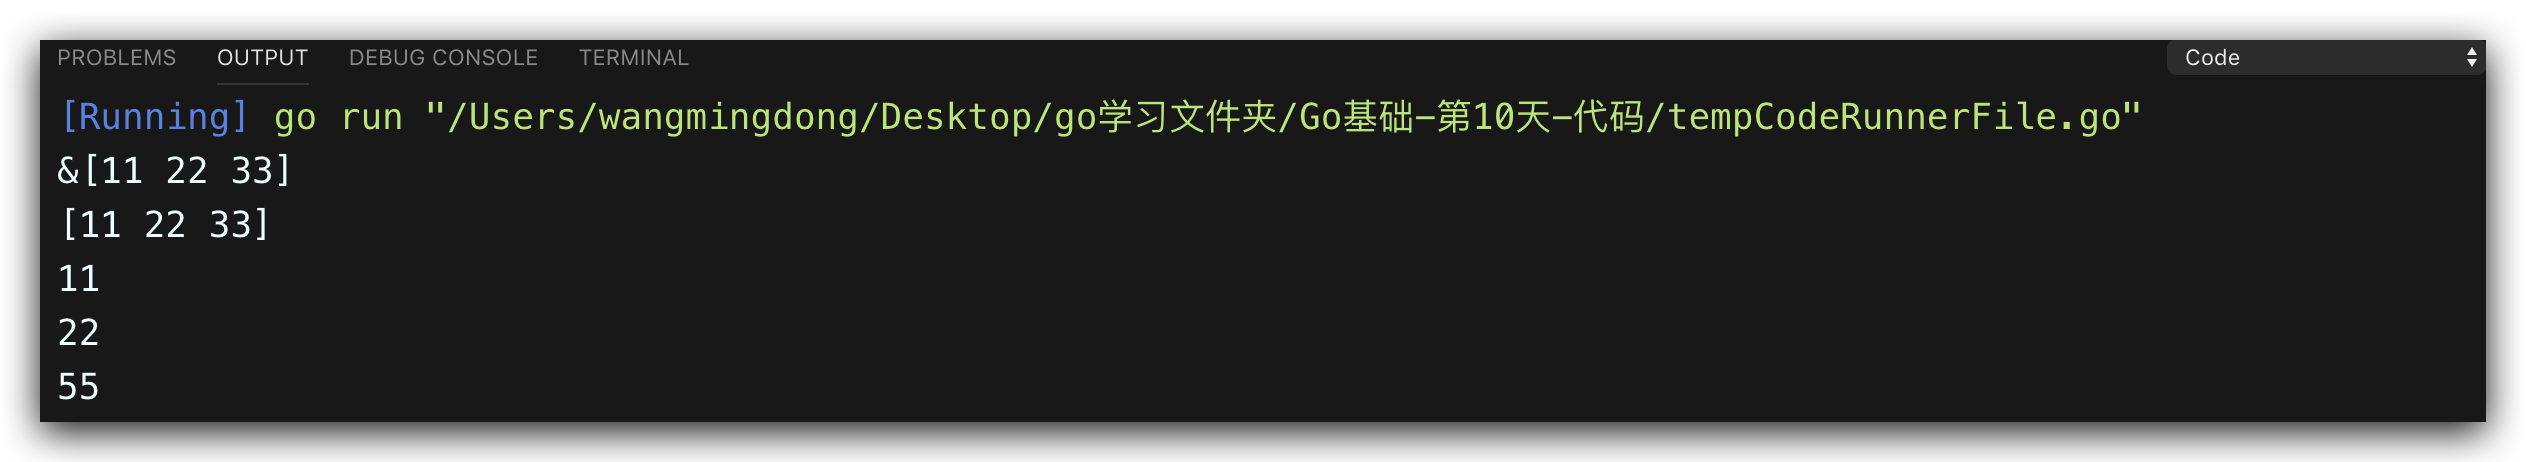 PROBLEMS OUTPUT DEBUG CONSOLE TERMINAL Code
[Running] go run "/Users/wangmingdong/Desktop/go学习文件夹/Go基础-第10天-代码/tempCodeRunnerFile.go"
&[11 22 33]
[11 22 33]
11
22
55